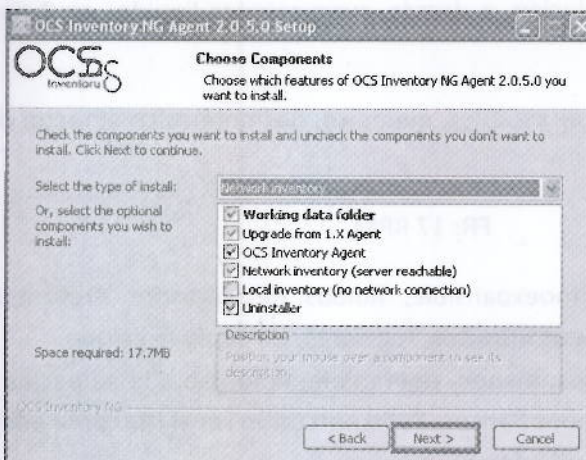 OCS Inventory NG Agent 2.0.5.0 Setup
OCS
Inventory
NG
Choose Components
Choose which features of OCS Inventory NG Agent 2.0.5.0 you
want to install.
Check the components you want to install and uncheck the components you don't want to
install. Click Next to continue.
Select the type of install:
Network inventory
Or, select the optional
components you wish to
install:
Working data folder
Upgrade from 1.X Agent
OCS Inventory Agent
Network inventory (server reachable)
Local inventory (no network connection)
Uninstaller
Space required: 17.7MB
Description
Position your mouse over a component to see its
description.
OCS Inventory NG
< Back
Next >
Cancel